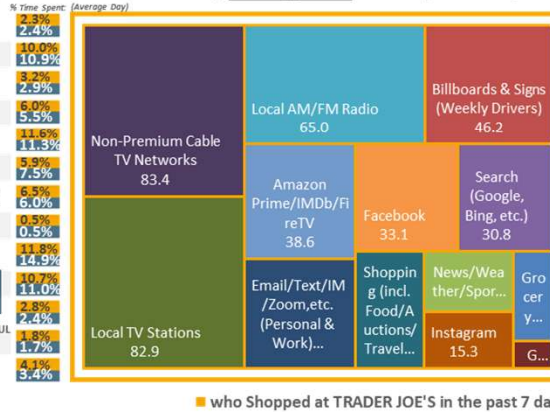 % Time Spent: (Average Day)
2.3%
2.4%
10.0%
10.9%
3.2%
2.9%
6.0%
5.5%
11.6%
11.3%
5.9%
7.5%
6.5%
6.0%
0.5%
0.5%
11.8%
14.9%
10.7%
11.0%
2.8%
2.4%
UL
1.8%
1.7%
4.1%
3.4%
Non-Premium Cable
TV Networks
83.4
Local TV Stations
82.9
Local AM/FM Radio
65.0
Billboards & Signs
(Weekly Drivers)
46.2
Amazon
Prime/IMDb/Fi
reTV
38.6
Facebook
33.1
Search
(Google,
Bing, etc.)
30.8
Email/Text/IM
/Zoom,etc.
(Personal &
Work)...
Shoppin
g (incl.
Food/A
uctions/
Travel...
News/Wea
ther/Spor...
Instagram
15.3
Gro
cer
y...
G...
who Shopped at TRADER JOE'S in the past 7 da